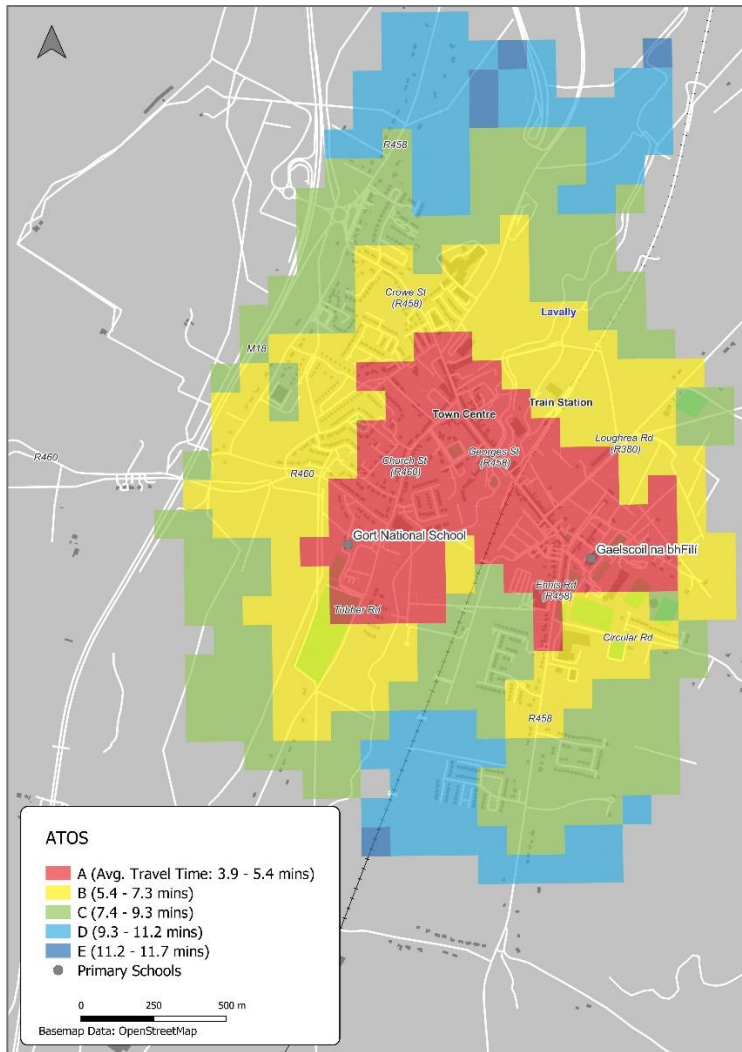 R458
Crowe St
(R458)
Lavally
M18
Town Centre
Train Station
Georges St
(R458)
Loughrea Rd
(R380)
R460
Church St
(R460)
R460
Gort National School
Gaelscoil na bhFilí
Ennis Rd
(R458)
Tubber Rd
Circular Rd
R458
ATOS
A (Avg. Travel Time: 3.9 - 5.4 mins)
B (5.4 - 7.3 mins)
C (7.4 - 9.3 mins)
D (9.3 - 11.2 mins)
E (11.2 - 11.7 mins)
Primary Schools
0 250 500 m
Basemap Data: OpenStreetMap